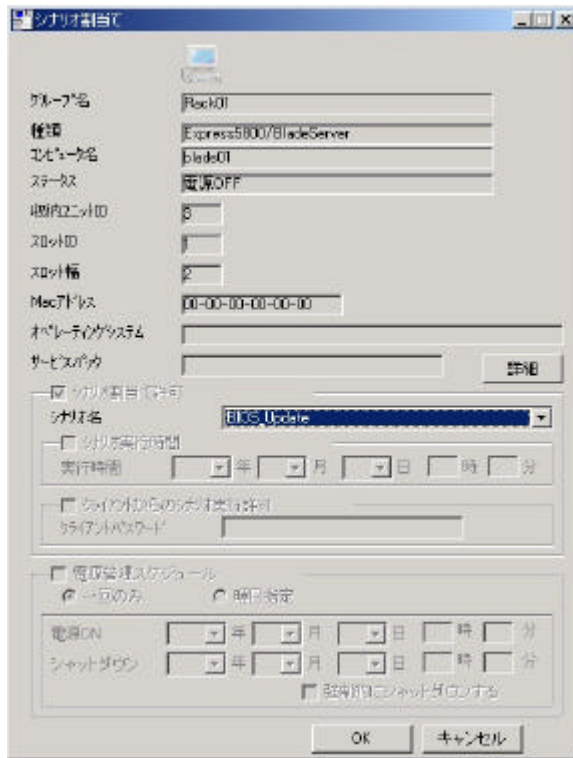 シナリオ割当て
グループ名 Rack01
種類 Express5800/BladeServer
コンピュータ名 blade01
ステータス 電源OFF
収納ユニットID 3
スロットID 1
スロット幅 2
Macアドレス 00-00-00-00-00-00
オペレーティングシステム
サービスパック 詳細
シナリオ割当て許可
シナリオ名 BIOS_Update
シナリオ実行時間
実行時間 年 月 日 時 分
クライアントからのシナリオ実行許可
クライアントパスワード
電源管理スケジュール
一回のみ 曜日指定
電源ON 年 月 日 時 分
シャットダウン 年 月 日 時 分
強制的にシャットダウンする
OK キャンセル